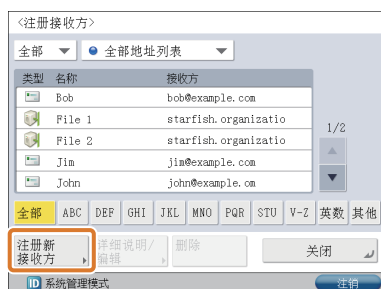 <注册接收方>
全部 全部地址列表
类型 名称 接收方
Bob bob@example.com
File 1 starfish.organizatio
File 2 starfish.organizatio
Jim jim@example.com
John john@example.com
1/2
全部 ABC DEF GHI JKL MNO PQR STU V-Z 英数 其他
注册新
接收方
详细说明/
编辑
删除
关闭
ID 系统管理模式 注销